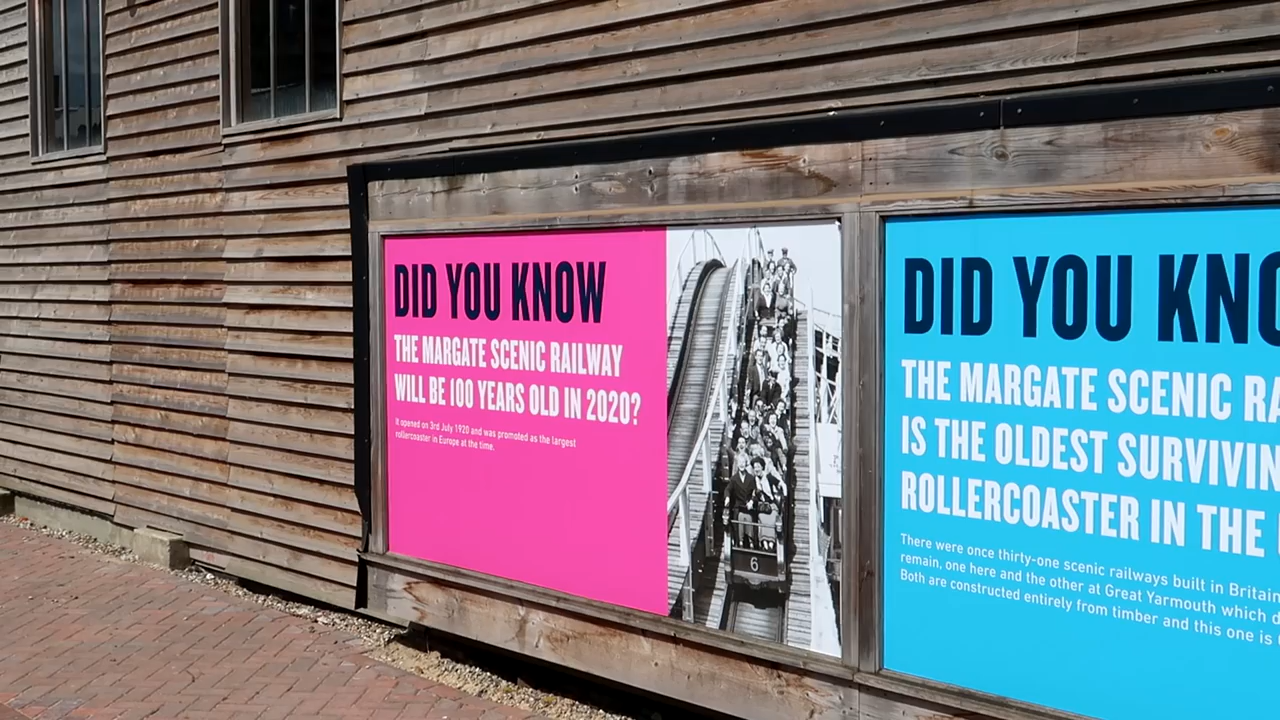 DID YOU KNOW
THE MARGATE SCENIC RAILWAY
WILL BE 100 YEARS OLD IN 2020?
It opened on 3rd July 1920 and was promoted as the largest
rollercoaster in Europe at the time.
6
DID YOU KNO
THE MARGATE SCENIC RA
IS THE OLDEST SURVIVIN
ROLLERCOASTER IN THE
There were once thirty-one scenic railways built in Britain
remain, one here and the other at Great Yarmouth which d
Both are constructed entirely from timber and this one is